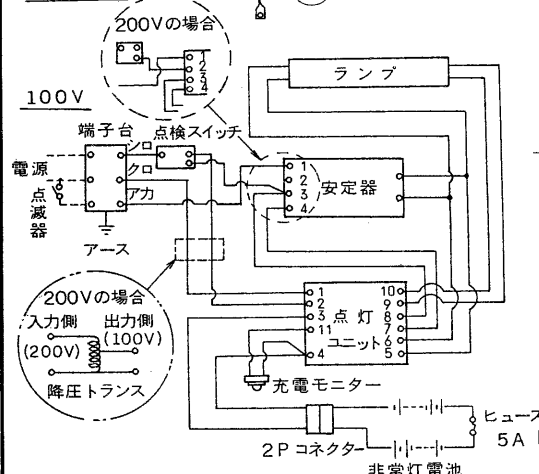 200Vの場合
1
2
3
4
100V
ランプ
端子台 点検スイッチ
シロ
クロ
アカ
電源
点滅器
アース
1
2
3
4
安定器
200Vの場合
入力側 出力側
(200V) (100V)
降圧トランス
1
2
3
11
4
点灯
ユニット
10
9
8
7
6
5
充電モニター
2Pコネクター
ヒューズ
5A
非常灯電池